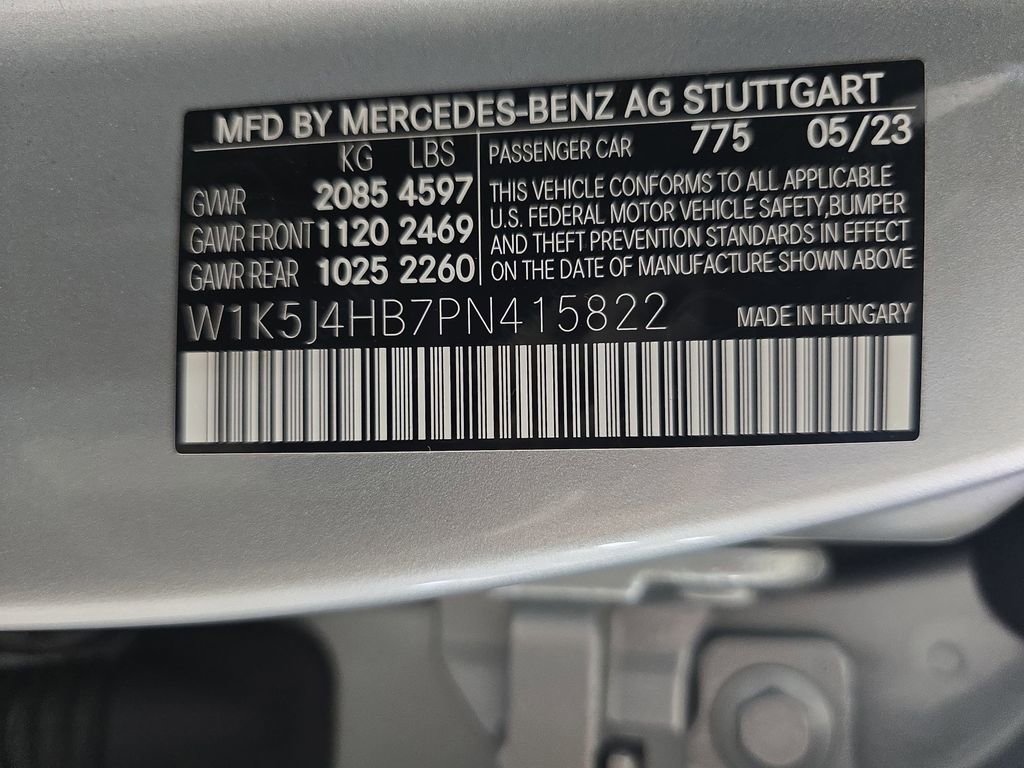 MFD BY MERCEDES-BENZ AG STUTTGART
KG LBS
GVWR 2085 4597
GAWR FRONT 1120 2469
GAWR REAR 1025 2260
PASSENGER CAR 775 05/23
THIS VEHICLE CONFORMS TO ALL APPLICABLE
U.S. FEDERAL MOTOR VEHICLE SAFETY,BUMPER
AND THEFT PREVENTION STANDARDS IN EFFECT
ON THE DATE OF MANUFACTURE SHOWN ABOVE
W1K5J4HB7PN415822 MADE IN HUNGARY